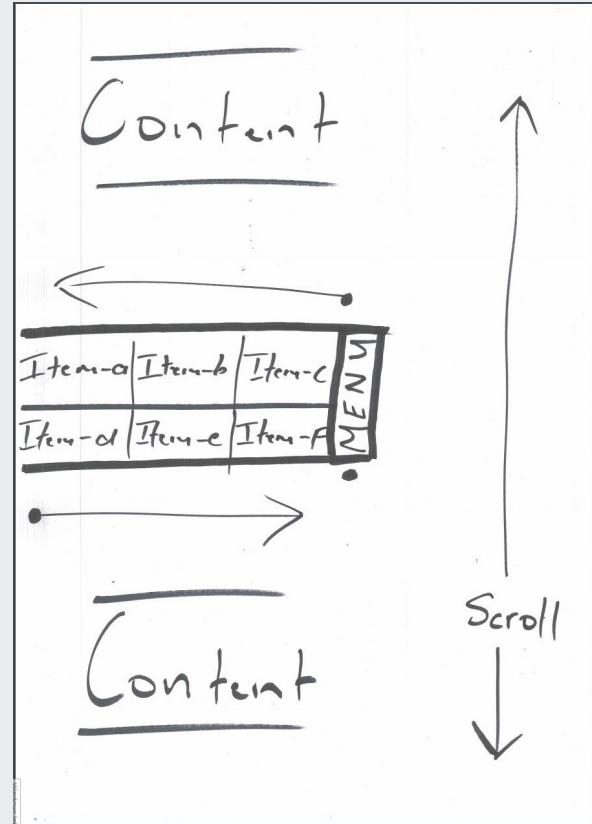 Content
Item-a Item-b Item-c
MENU
Item-d Item-e Item-f
Scroll
Content